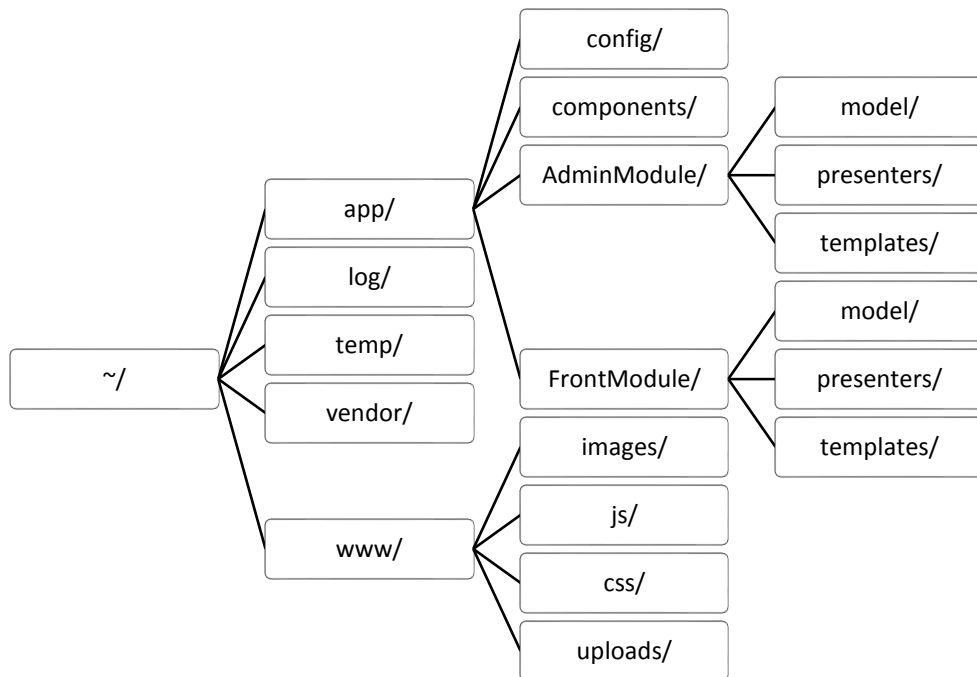 config/
components/
model/
AdminModule/
presenters/
app/
templates/
log/
model/
temp/
~/
FrontModule/
presenters/
vendor/
images/
templates/
js/
www/
css/
uploads/